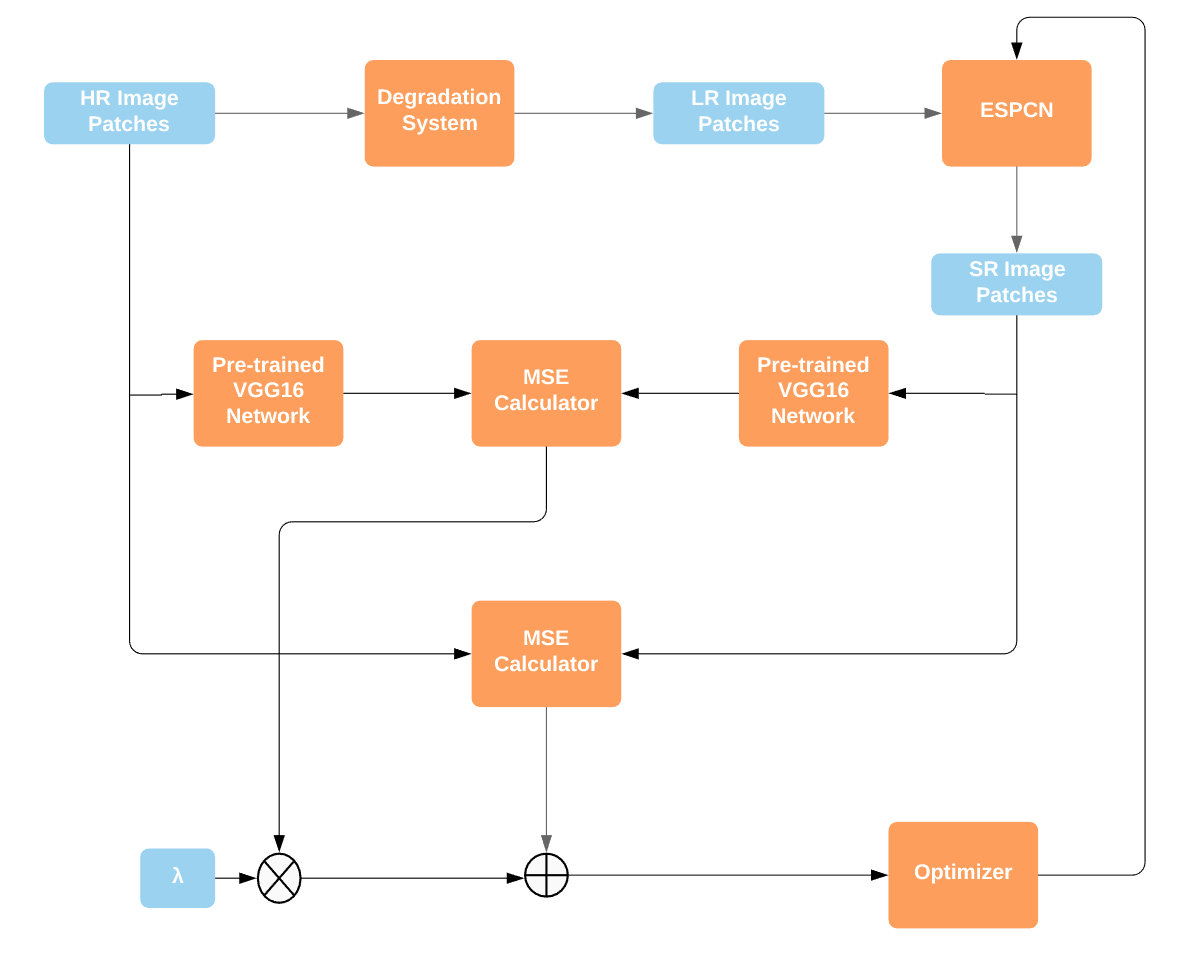 HR Image
Patches
Degradation
System
LR Image
Patches
ESPCN
SR Image
Patches
Pre-trained
VGG16
Network
MSE
Calculator
Pre-trained
VGG16
Network
MSE
Calculator
λ
Optimizer